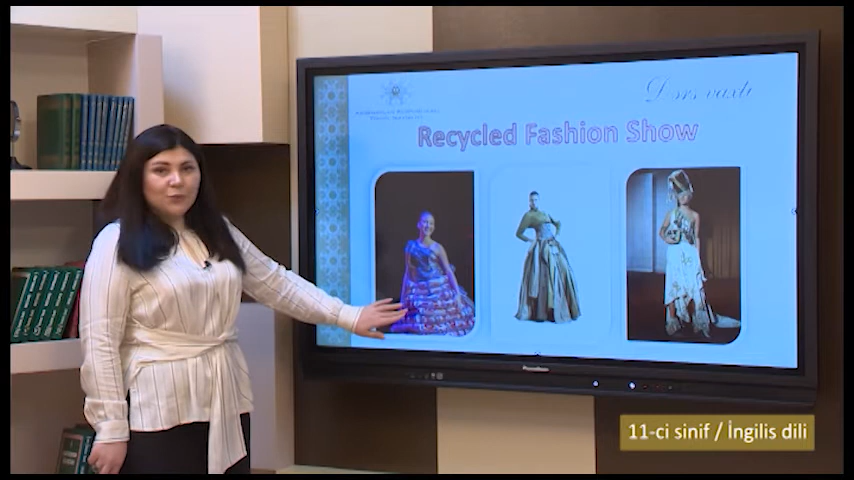 Dərs vaxtı
Recycled Fashion Show
11-ci sinif / İngilis dili